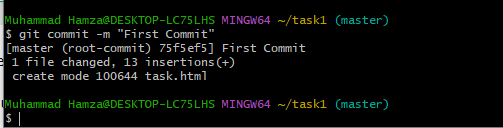 Muhammad Hamza@DESKTOP-LC75LHS MINGW64 ~/task1 (master)
$ git commit -m "First Commit"
[master (root-commit) 75f5ef5] First Commit
 1 file changed, 13 insertions(+)
 create mode 100644 task.html
Muhammad Hamza@DESKTOP-LC75LHS MINGW64 ~/task1 (master)
$